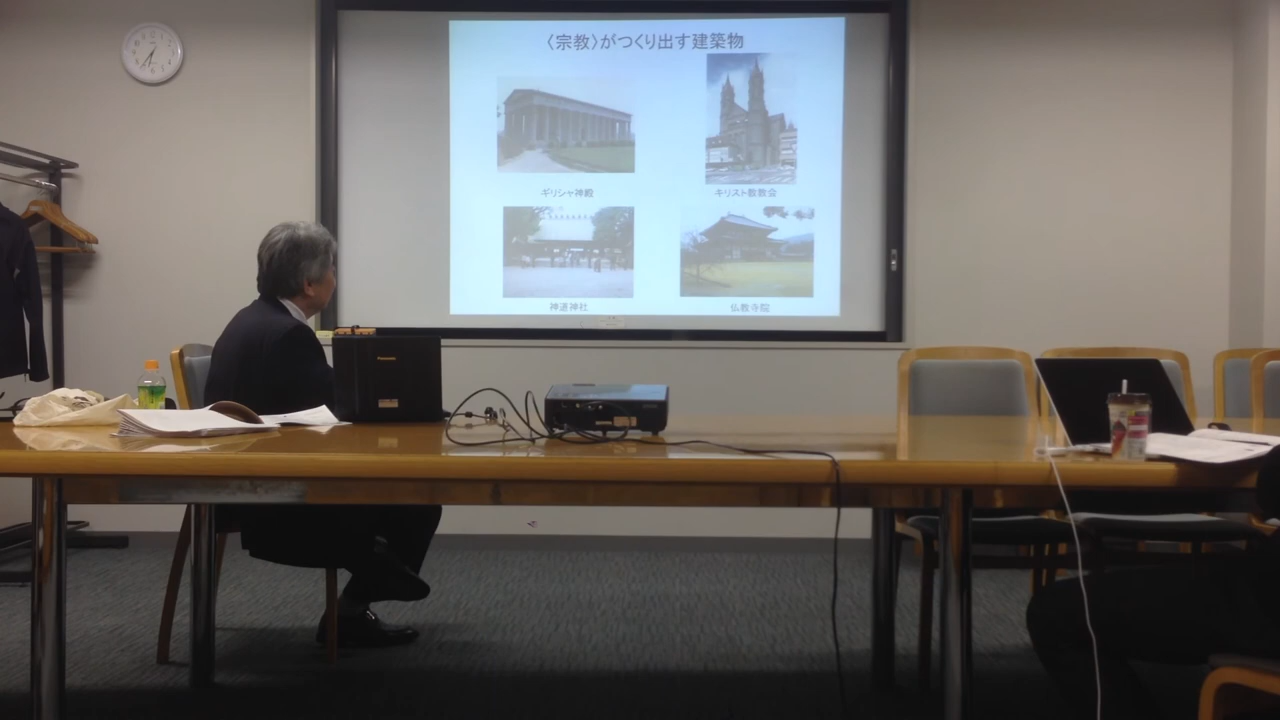 〈宗教〉がつくり出す建築物
ギリシャ神殿
キリスト教教会
神道神社
仏教寺院
Panasonic